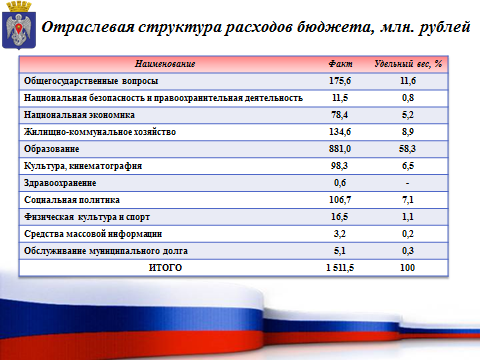 Отраслевая структура расходов бюджета, млн. рублей
Наименование Факт Удельный вес, %
Общегосударственные вопросы 175,6 11,6
Национальная безопасность и правоохранительная деятельность 11,5 0,8
Национальная экономика 78,4 5,2
Жилищно-коммунальное хозяйство 134,6 8,9
Образование 881,0 58,3
Культура, кинематография 98,3 6,5
Здравоохранение 0,6 -
Социальная политика 106,7 7,1
Физическая культура и спорт 16,5 1,1
Средства массовой информации 3,2 0,2
Обслуживание муниципального долга 5,1 0,3
ИТОГО 1 511,5 100